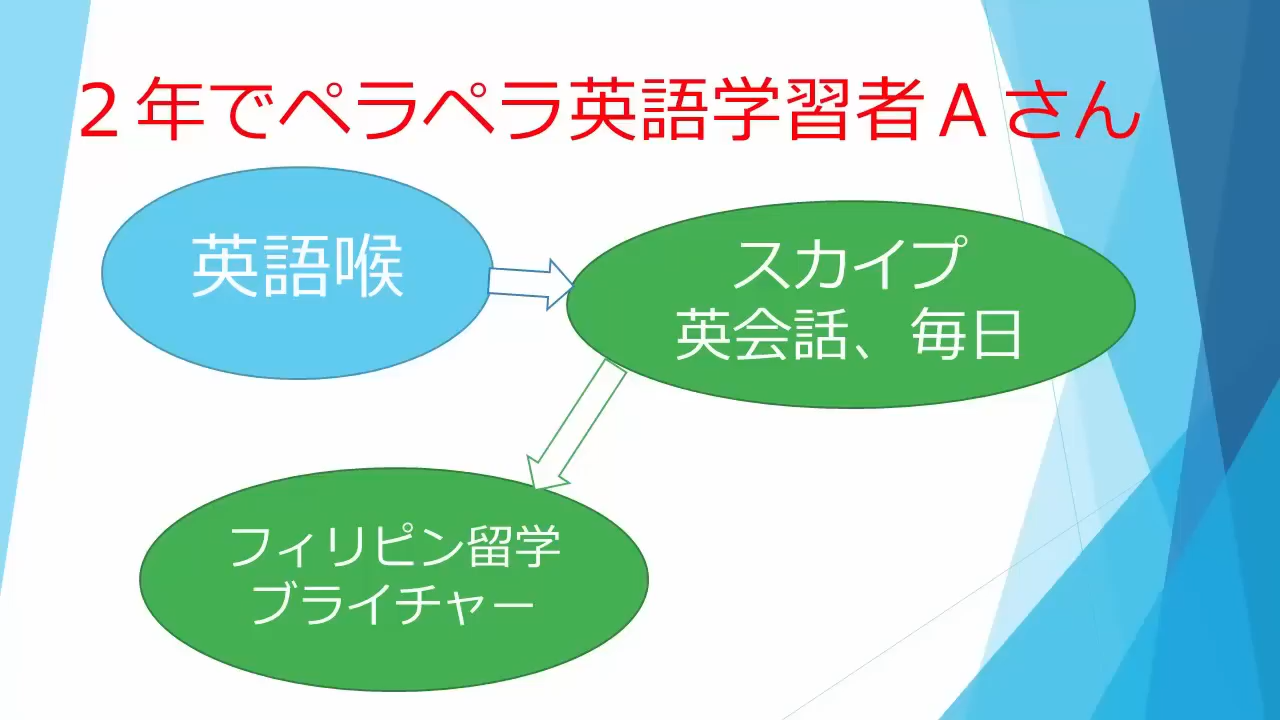 ２年でペラペラ英語学習者Ａさん
英語喉
スカイプ
英会話、毎日
フィリピン留学
ブライチャー